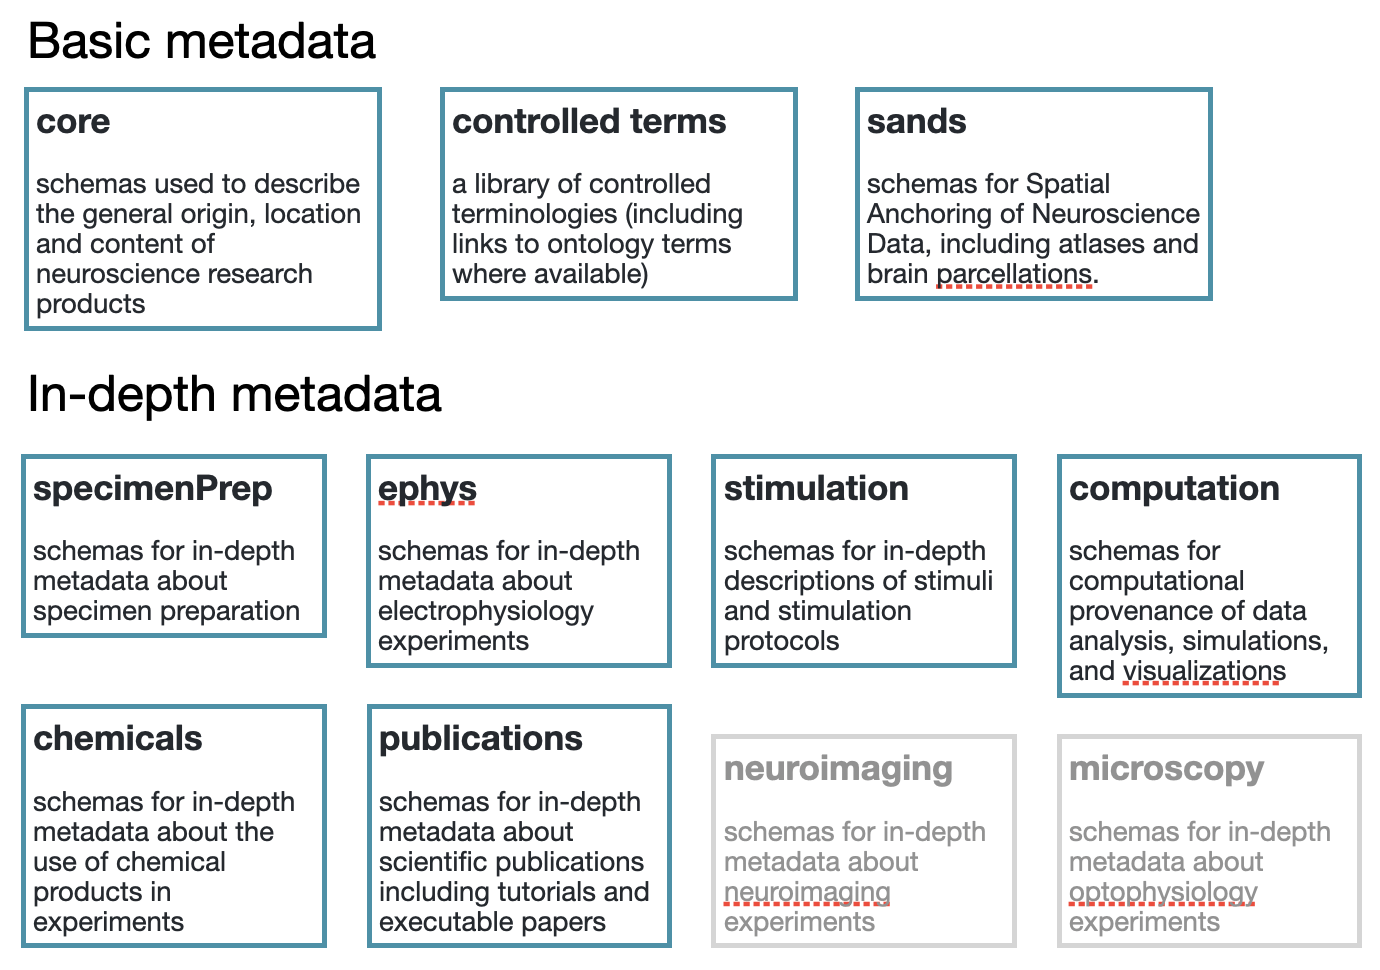 Basic metadata
core
schemas used to describe
the general origin, location
and content of
neuroscience research
products
controlled terms
a library of controlled
terminologies (including
links to ontology terms
where available)
sands
schemas for Spatial
Anchoring of Neuroscience
Data, including atlases and
brain parcellations.
In-depth metadata
specimenPrep
schemas for in-depth
metadata about
specimen preparation
ephys
schemas for in-depth
metadata about
electrophysiology
experiments
stimulation
schemas for in-depth
descriptions of stimuli
and stimulation
protocols
computation
schemas for
computational
provenance of data
analysis, simulations,
and visualizations
chemicals
schemas for in-depth
metadata about the
use of chemical
products in
experiments
publications
schemas for in-depth
metadata about
scientific publications
including tutorials and
executable papers
neuroimaging
schemas for in-depth
metadata about
neuroimaging
experiments
microscopy
schemas for in-depth
metadata about
optophysiology
experiments